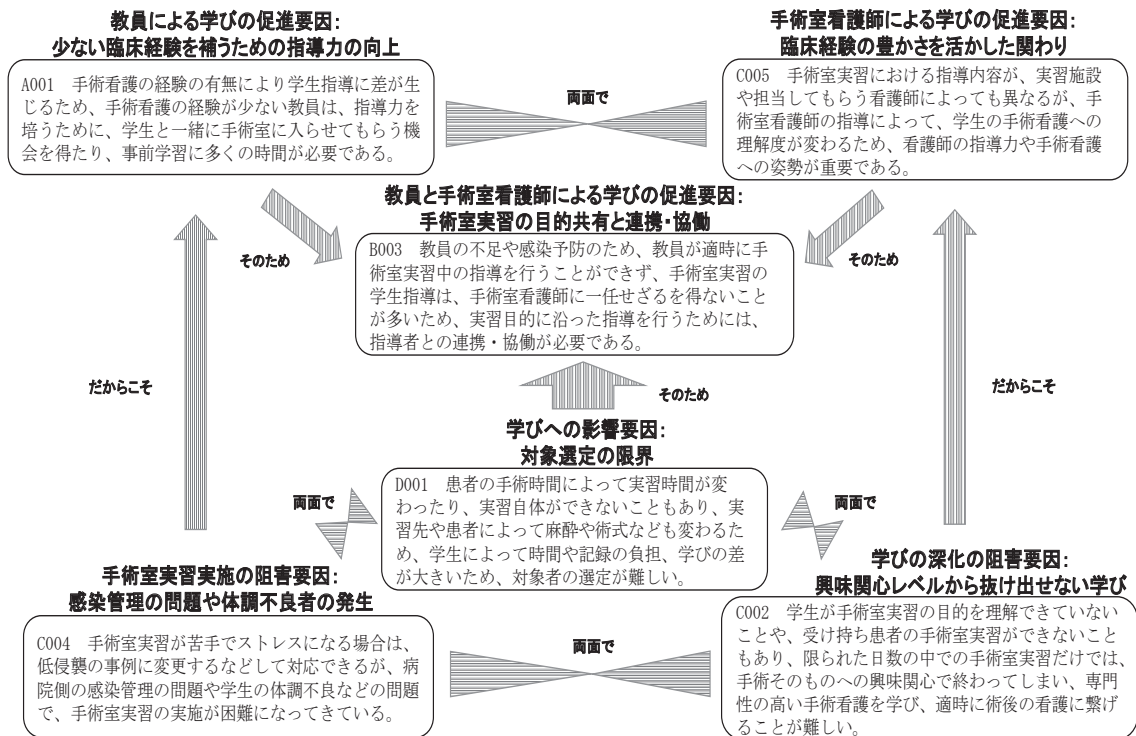 教員による学びの促進要因:
少ない臨床経験を補うための指導力の向上
A001　手術看護の経験の有無により学生指導に差が生
じるため、手術看護の経験が少ない教員は、指導力を
培うために、学生と一緒に手術室に入らせてもらう機
会を得たり、事前学習に多くの時間が必要である。
両面で
手術室看護師による学びの促進要因:
臨床経験の豊かさを活かした関わり
C005　手術室実習における指導内容が、実習施設
や担当してもらう看護師によっても異なるが、手
術室看護師の指導によって、学生の手術看護への
理解度が変わるため、看護師の指導力や手術看護
への姿勢が重要である。
そのため
教員と手術室看護師による学びの促進要因:
手術室実習の目的共有と連携・協働
B003　教員の不足や感染予防のため、教員が適時に手
術室実習中の指導を行うことができず、手術室実習の
学生指導は、手術室看護師に一任せざるを得ないこと
が多いため、実習目的に沿った指導を行うためには、
指導者との連携・協働が必要である。
そのため
だからこそ
そのため
だからこそ
学びへの影響要因:
対象選定の限界
D001　患者の手術時間によって実習時間が変
わったり、実習自体ができないこともあり、実
習先や患者によって麻酔や術式なども変わるた
め、学生によって時間や記録の負担、学びの差
が大きいため、対象者の選定が難しい。
両面で
両面で
手術室実習実施の阻害要因:
感染管理の問題や体調不良者の発生
C004　手術室実習が苦手でストレスになる場合は、
低侵襲の事例に変更するなどして対応できるが、病
院側の感染管理の問題や学生の体調不良などの問題
で、手術室実習の実施が困難になってきている。
両面で
学びの深化の阻害要因:
興味関心レベルから抜け出せない学び
C002　学生が手術室実習の目的を理解できていない
ことや、受け持ち患者の手術室実習ができないこと
もあり、限られた日数の中での手術室実習だけでは、
手術そのものへの興味関心で終わってしまい、専門
性の高い手術看護を学び、適時に術後の看護に繋げ
ることが難しい。